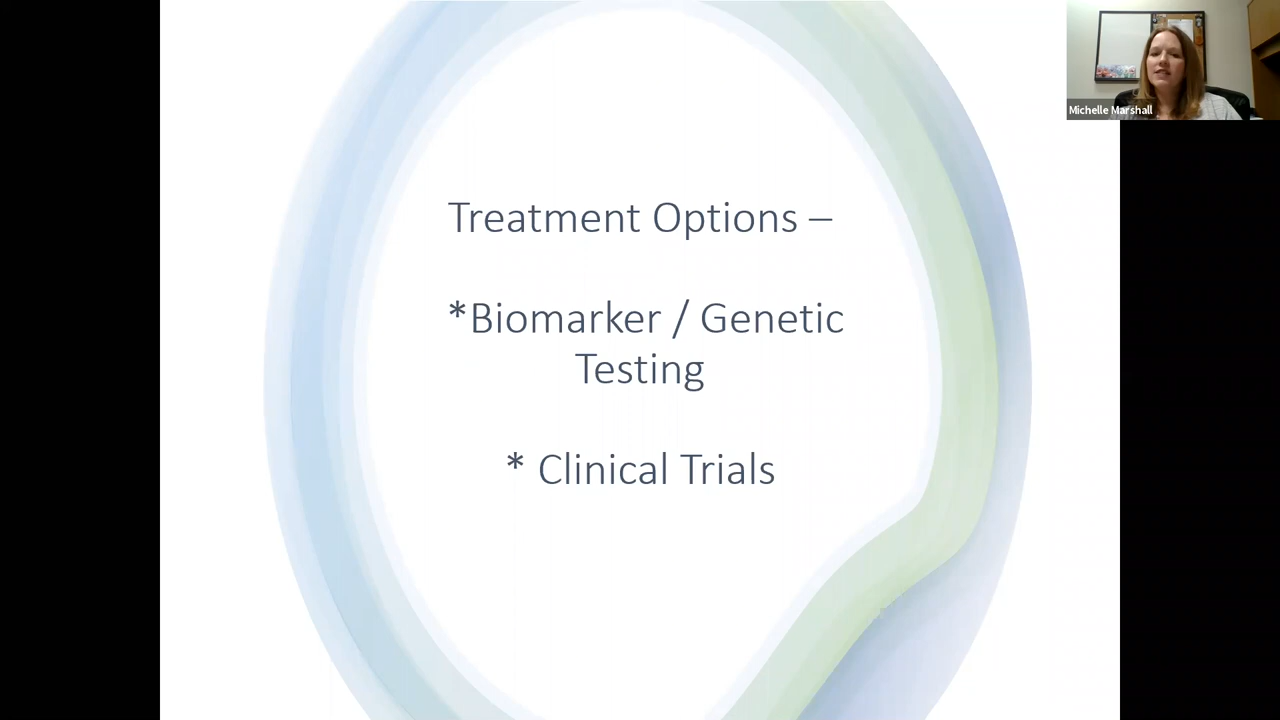 Treatment Options –
*Biomarker / Genetic
Testing
* Clinical Trials
Michelle Marshall